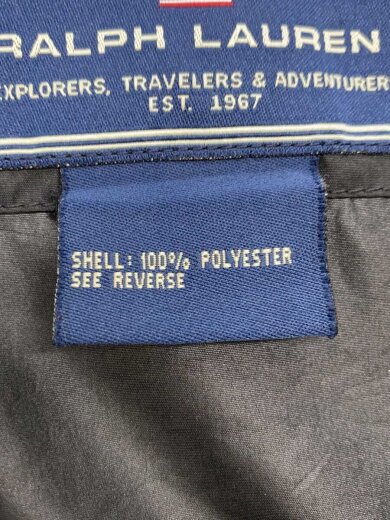 RALPH LAUREN
EXPLORERS, TRAVELERS & ADVENTURER
EST. 1967
SHELL: 100% POLYESTER
SEE REVERSE